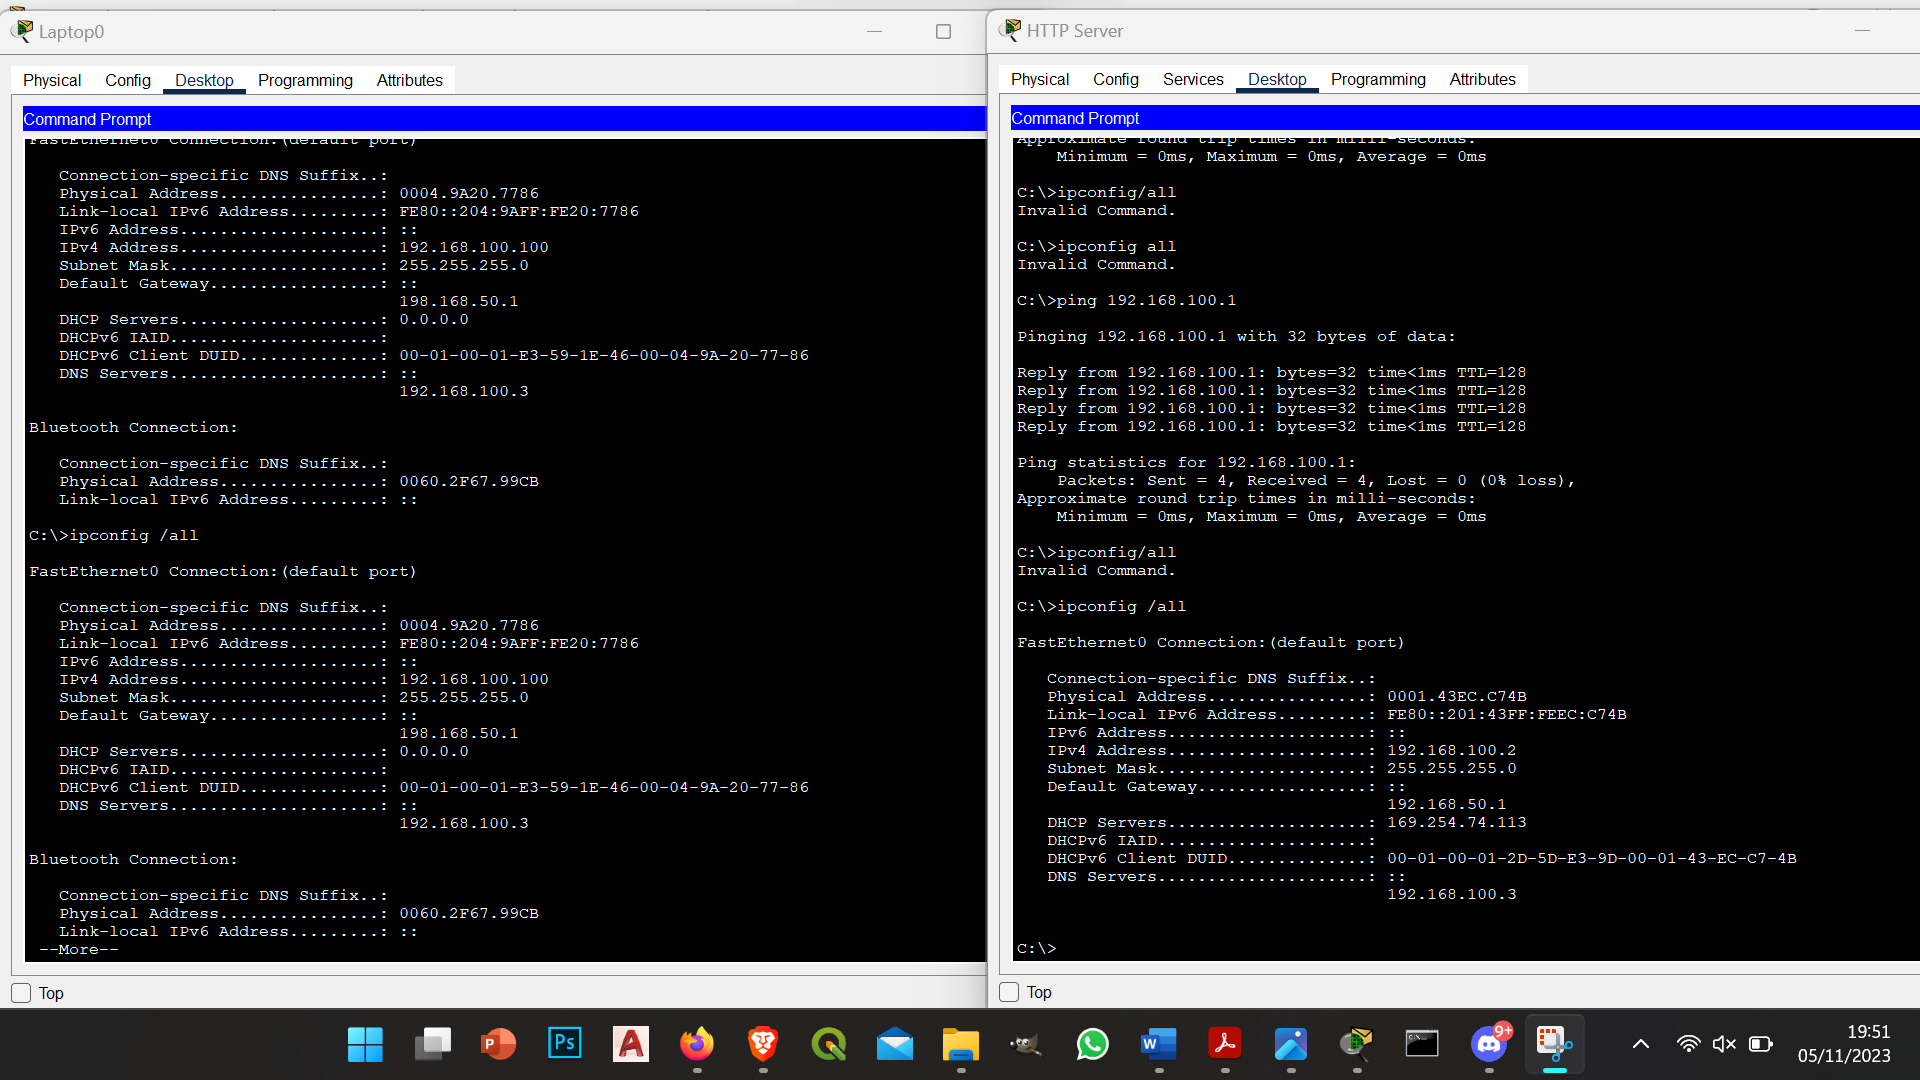 Laptop0
Physical Config Desktop Programming Attributes
Command Prompt
FastEthernet0 Connection:(default port)
Connection-specific DNS Suffix..:
Physical Address................: 0004.9A20.7786
Link-local IPv6 Address.........: FE80::204:9AFF:FE20:7786
IPv6 Address....................: ::
IPv4 Address....................: 192.168.100.100
Subnet Mask.....................: 255.255.255.0
Default Gateway.................: ::
198.168.50.1
DHCP Servers....................: 0.0.0.0
DHCPv6 IAID.....................:
DHCPv6 Client DUID..............: 00-01-00-01-E3-59-1E-46-00-04-9A-20-77-86
DNS Servers.....................: ::
192.168.100.3
Bluetooth Connection:
Connection-specific DNS Suffix..:
Physical Address................: 0060.2F67.99CB
Link-local IPv6 Address.........: ::
C:\>ipconfig /all
FastEthernet0 Connection:(default port)
Connection-specific DNS Suffix..:
Physical Address................: 0004.9A20.7786
Link-local IPv6 Address.........: FE80::204:9AFF:FE20:7786
IPv6 Address....................: ::
IPv4 Address....................: 192.168.100.100
Subnet Mask.....................: 255.255.255.0
Default Gateway.................: ::
198.168.50.1
DHCP Servers....................: 0.0.0.0
DHCPv6 IAID.....................:
DHCPv6 Client DUID..............: 00-01-00-01-E3-59-1E-46-00-04-9A-20-77-86
DNS Servers.....................: ::
192.168.100.3
Bluetooth Connection:
Connection-specific DNS Suffix..:
Physical Address................: 0060.2F67.99CB
Link-local IPv6 Address.........: ::
--More--
Top
HTTP Server
Physical Config Services Desktop Programming Attributes
Command Prompt
Approximate round trip times in milli-seconds:
Minimum = 0ms, Maximum = 0ms, Average = 0ms
C:\>ipconfig/all
Invalid Command.
C:\>ipconfig all
Invalid Command.
C:\>ping 192.168.100.1
Pinging 192.168.100.1 with 32 bytes of data:
Reply from 192.168.100.1: bytes=32 time<1ms TTL=128
Reply from 192.168.100.1: bytes=32 time<1ms TTL=128
Reply from 192.168.100.1: bytes=32 time<1ms TTL=128
Reply from 192.168.100.1: bytes=32 time<1ms TTL=128
Ping statistics for 192.168.100.1:
Packets: Sent = 4, Received = 4, Lost = 0 (0% loss),
Approximate round trip times in milli-seconds:
Minimum = 0ms, Maximum = 0ms, Average = 0ms
C:\>ipconfig/all
Invalid Command.
C:\>ipconfig /all
FastEthernet0 Connection:(default port)
Connection-specific DNS Suffix..:
Physical Address................: 0001.43EC.C74B
Link-local IPv6 Address.........: FE80::201:43FF:FEEC:C74B
IPv6 Address....................: ::
IPv4 Address....................: 192.168.100.2
Subnet Mask.....................: 255.255.255.0
Default Gateway.................: ::
192.168.50.1
DHCP Servers....................: 169.254.74.113
DHCPv6 IAID.....................:
DHCPv6 Client DUID..............: 00-01-00-01-2D-5D-E3-9D-00-01-43-EC-C7-4B
DNS Servers.....................: ::
192.168.100.3
C:\>
Top
P
Ps
A
W
9+
19:51
05/11/2023